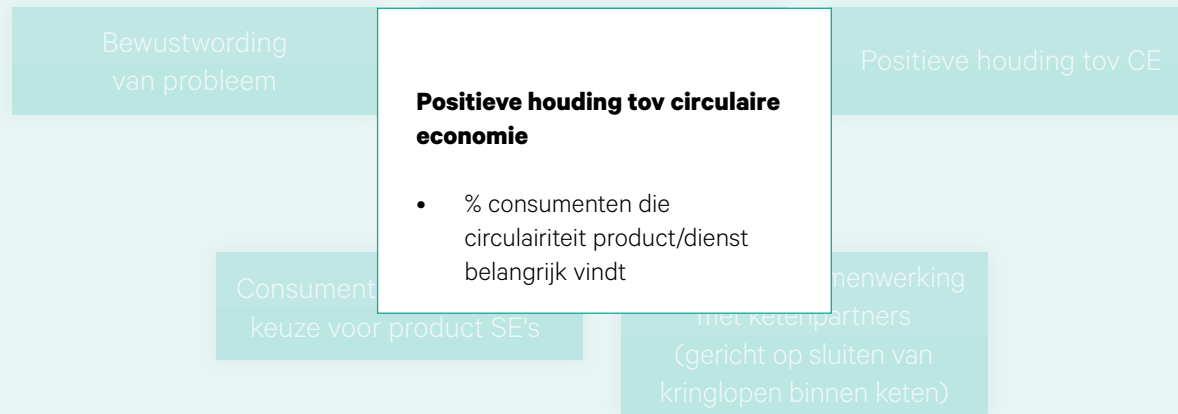 Bewustwording
van probleem
Positieve houding tov CE
Positieve houding tov circulaire
economie
• % consumenten die
circulairiteit product/dienst
belangrijk vindt
Consument
keuze voor product SE's
menwerking
met ketenpartners
(gericht op sluiten van
kringlopen binnen keten)